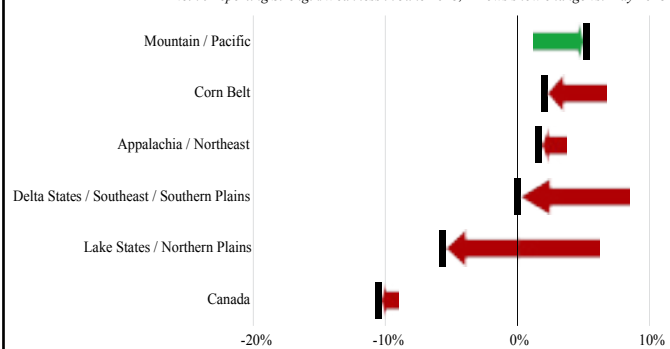 Mountain / Pacific
Corn Belt
Appalachia / Northeast
Delta States / Southeast / Southern Plains
Lake States / Northern Plains
Canada
-20% -10% 0% 10%